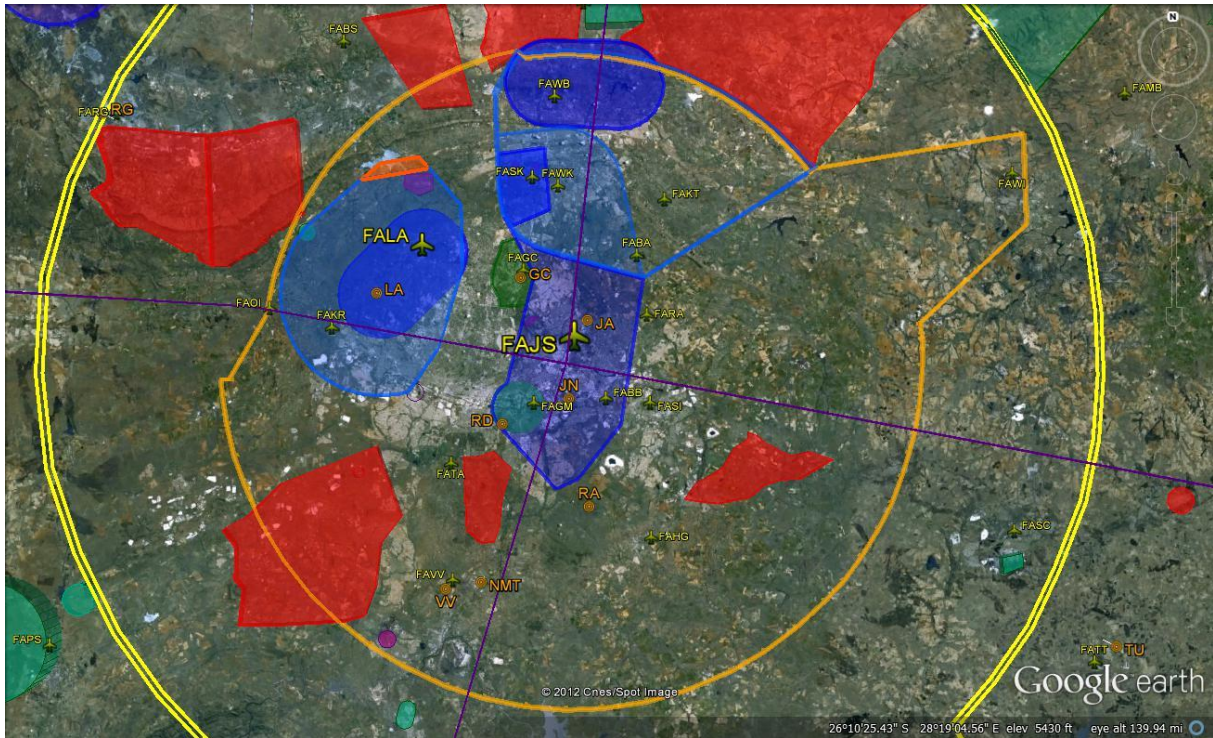 N
FABS
FAWB
FAMB
FARG RG
FASK FAWK
FAWI
FAKT
FALA
FABA
FAGC
GC
LA
FAOI
FAKR
FARA
JA
FAJS
JN
FABB
FAGM
FASI
RD
FATA
RA
FAHG
FASC
FAVV
NMT
VV
FAPS
FATT TU
Google earth
© 2012 Cnes/Spot Image
26°10'25.43" S 28°19'04.56" E elev 5430 ft eye alt 139.94 mi